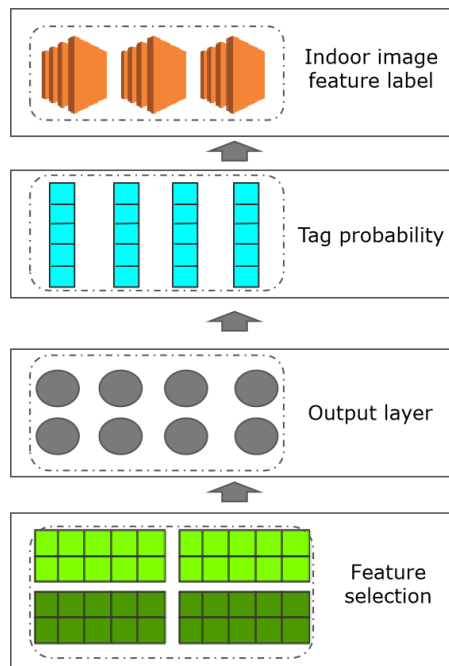 Indoor image
feature label
Tag probability
Output layer
Feature
selection